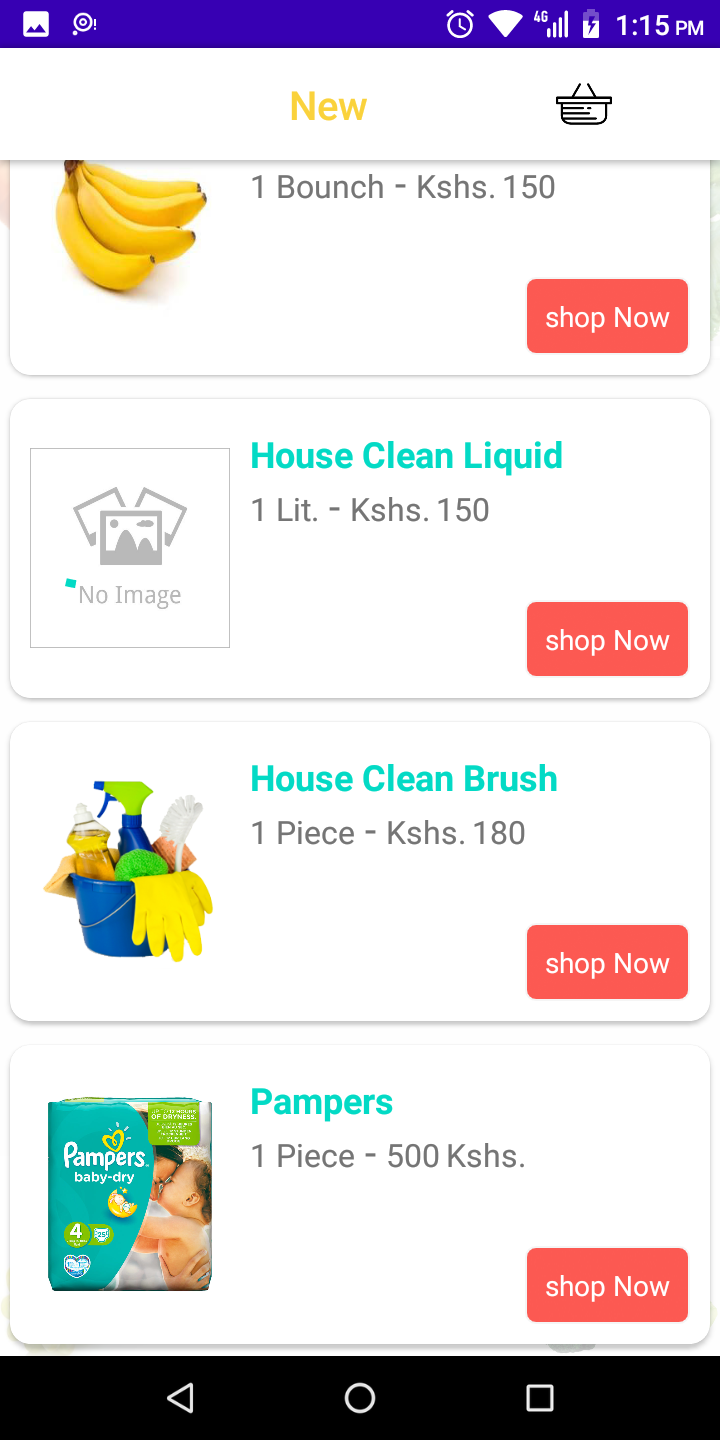 4G 1:15 PM
New
1 Bounch - Kshs. 150
shop Now
House Clean Liquid
1 Lit. - Kshs. 150
No Image
shop Now
House Clean Brush
1 Piece - Kshs. 180
shop Now
Pampers
1 Piece - 500 Kshs.
OF DRYNESS.
Pampers
baby-dry
4
shop Now